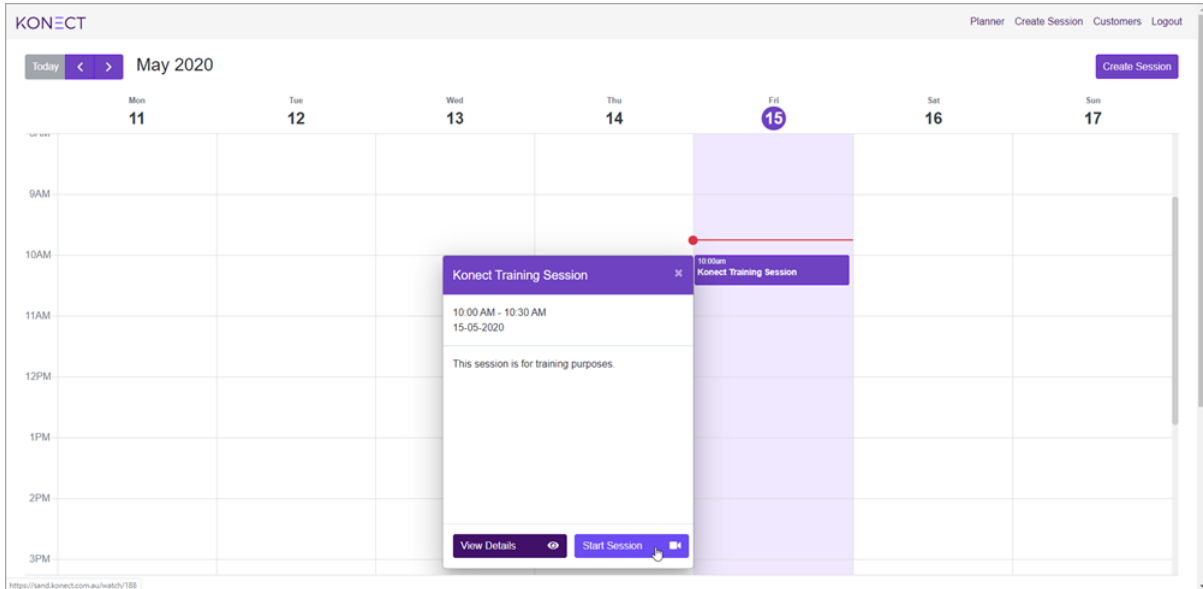 KONECT
Planner Create Session Customers Logout
Today May 2020
Create Session
Mon Tue Wed Thu Fri Sat Sun
11 12 13 14 15 16 17
9AM
10AM
10:00am
Konect Training Session
Konect Training Session
10:00 AM - 10:30 AM
15-05-2020
11AM
This session is for training purposes.
12PM
1PM
2PM
View Details Start Session
3PM
https://sand.konect.com.au/watch/188